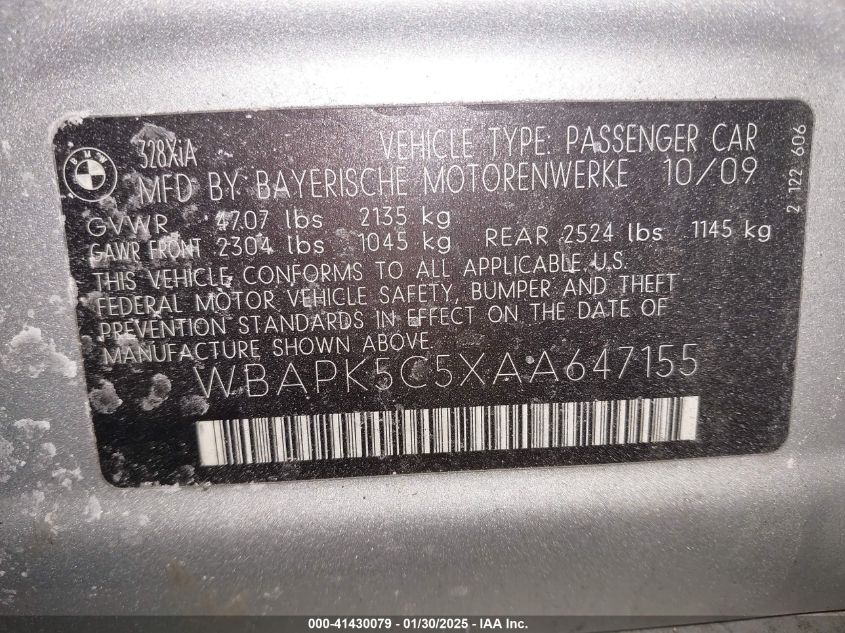 BMW
328XiA VEHICLE TYPE: PASSENGER CAR
MFD BY BAYERISCHE MOTORENWERKE 10/09
GVWR 4707 lbs 2135 kg
GAWR FRONT 2304 lbs 1045 kg REAR 2524 lbs 1145 kg
THIS VEHICLE CONFORMS TO ALL APPLICABLE U.S.
FEDERAL MOTOR VEHICLE SAFETY, BUMPER AND THEFT
PREVENTION STANDARDS IN EFFECT ON THE DATE OF
MANUFACTURE SHOWN ABOVE.
WBAPK5C5XAA647155
2 122 606
000-41430079 - 01/30/2025 - IAA Inc.